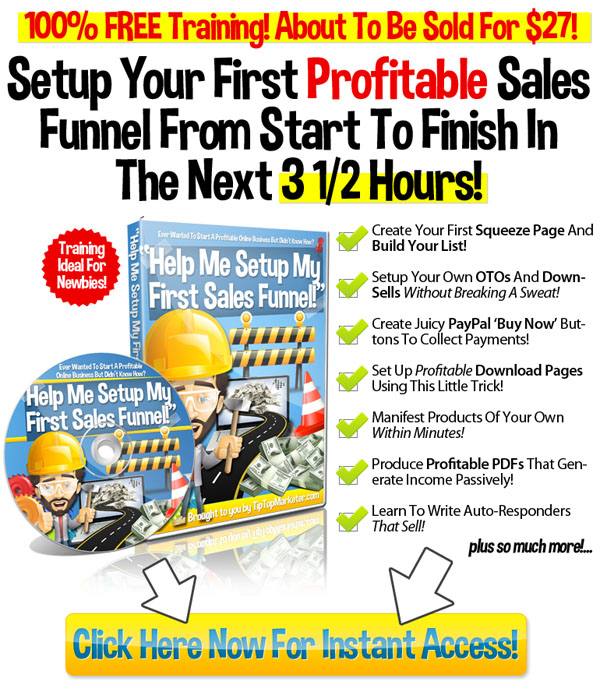 100% FREE Training! About To Be Sold For $27!
Setup Your First Profitable Sales
Funnel From Start To Finish In
The Next 3 1/2 Hours!
Training
Ideal For
Newbies!
Ever Wanted To Start A Profitable Online Business But Didn't Know How?
"Help Me Setup My
First Sales Funnel!"
"Help Me Setup My Fir
Ever Wanted To Start A Profitable
Online Business But Didn't Know How?
"Help Me Setup My
First Sales Funnel!"
Brought to you by TipTopMarketer.com
Create Your First Squeeze Page And
Build Your List!
Setup Your Own OTOs And Down-
Sells Without Breaking A Sweat!
Create Juicy PayPal ‘Buy Now’ But-
tons To Collect Payments!
Set Up Profitable Download Pages
Using This Little Trick!
Manifest Products Of Your Own
Within Minutes!
Produce Profitable PDFs That Gen-
erate Income Passively!
Learn To Write Auto-Responders
That Sell!
plus so much more!...
Click Here Now For Instant Access!